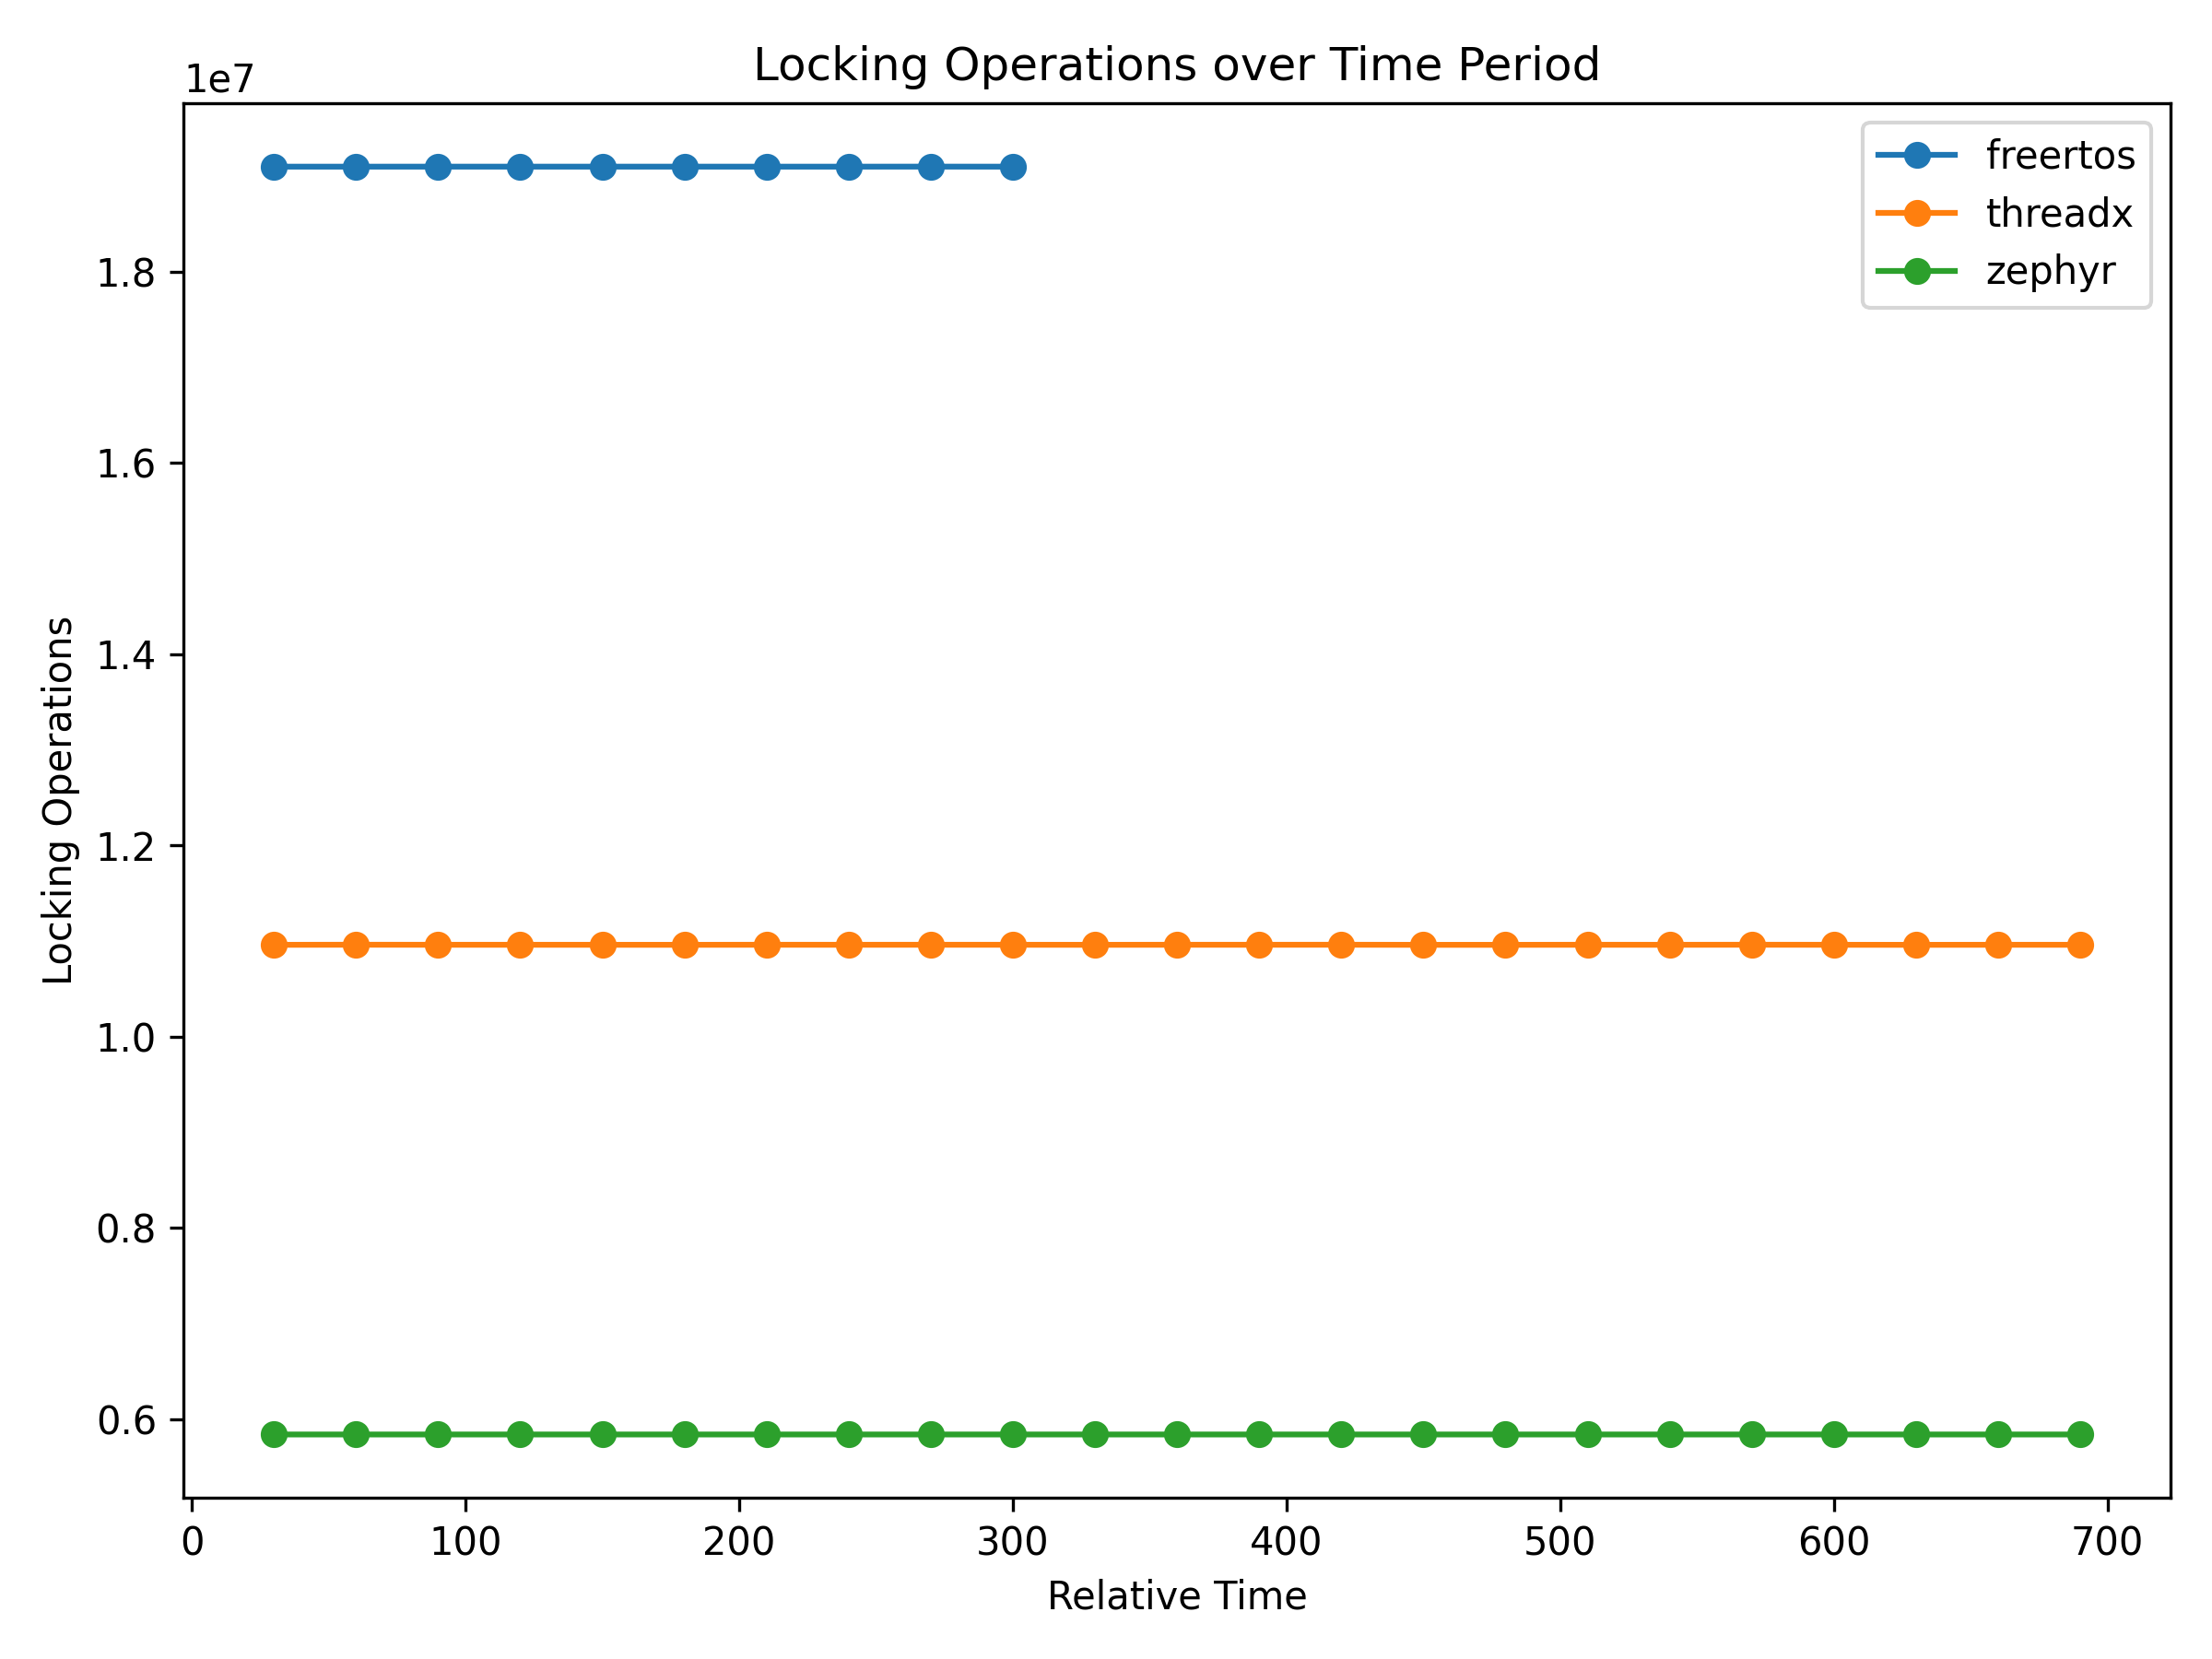 Locking Operations over Time Period
1e7
freertos
threadx
zephyr
1.8
1.6
1.4
1.2
1.0
0.8
0.6
Locking Operations
0 100 200 300 400 500 600 700
Relative Time